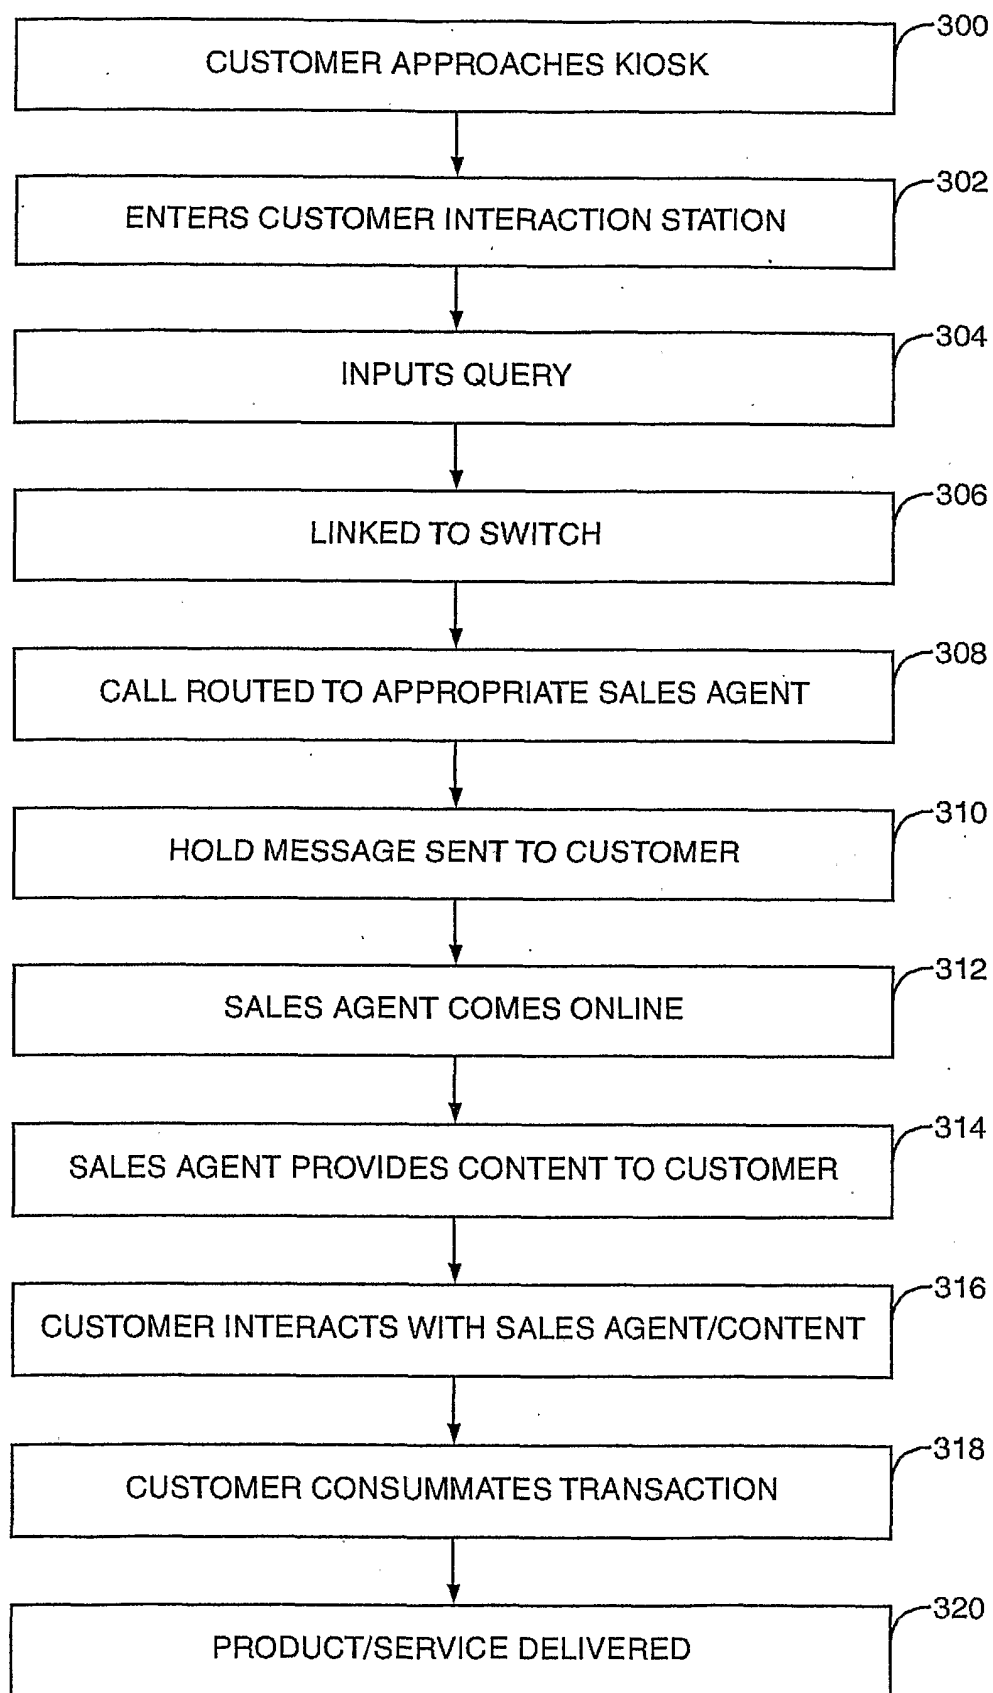 300
CUSTOMER APPROACHES KIOSK
302
ENTERS CUSTOMER INTERACTION STATION
304
INPUTS QUERY
306
LINKED TO SWITCH
308
CALL ROUTED TO APPROPRIATE SALES AGENT
310
HOLD MESSAGE SENT TO CUSTOMER
312
SALES AGENT COMES ONLINE
314
SALES AGENT PROVIDES CONTENT TO CUSTOMER
316
CUSTOMER INTERACTS WITH SALES AGENT/CONTENT
318
CUSTOMER CONSUMMATES TRANSACTION
320
PRODUCT/SERVICE DELIVERED